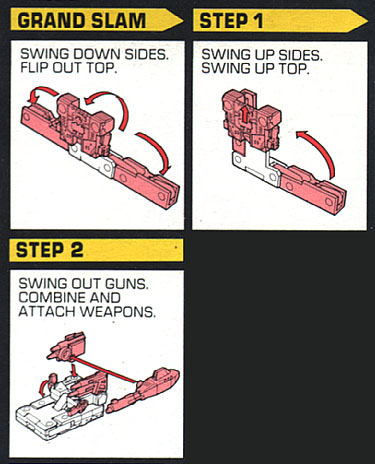 GRAND SLAM
SWING DOWN SIDES.
FLIP OUT TOP.
STEP 1
SWING UP SIDES.
SWING UP TOP.
STEP 2
SWING OUT GUNS.
COMBINE AND
ATTACH WEAPONS.